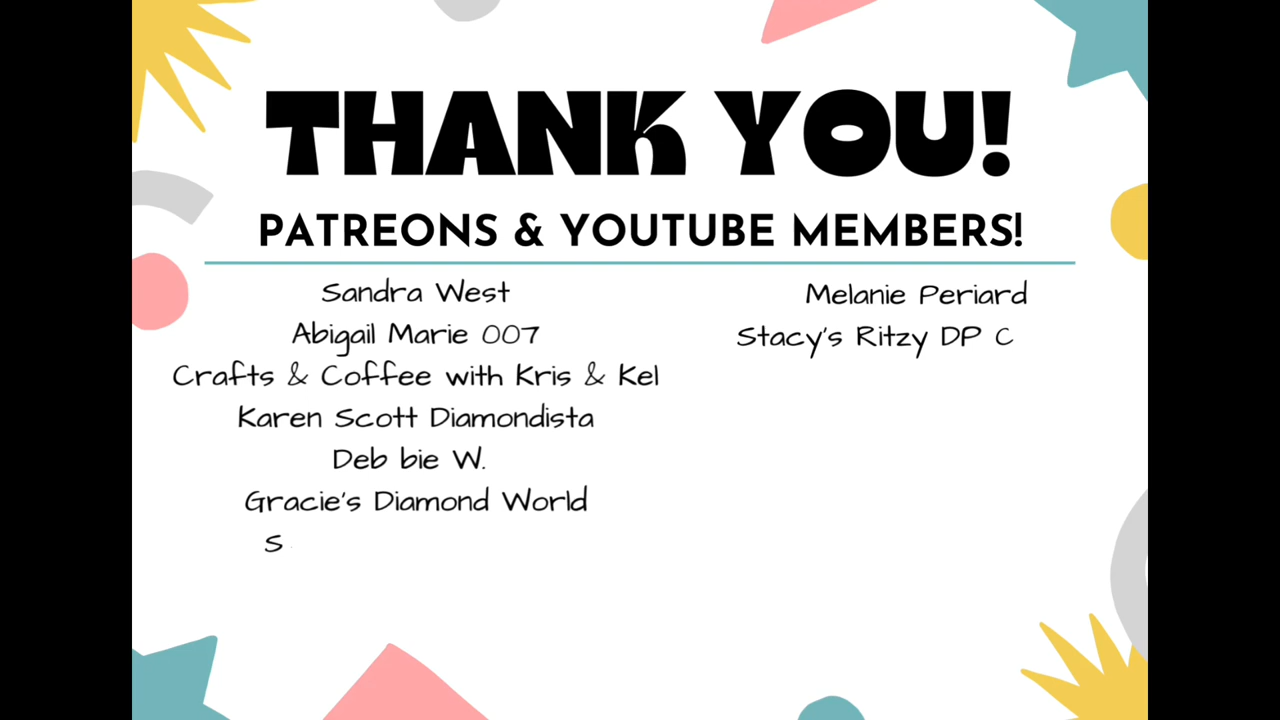 THANK YOU!
PATREONS & YOUTUBE MEMBERS!
Sandra West
Abigail Marie 007
Crafts & Coffee with Kris & Kel
Karen Scott Diamondista
Deb bie W.
Gracie's Diamond World
S
Melanie Periard
Stacy's Ritzy DP C